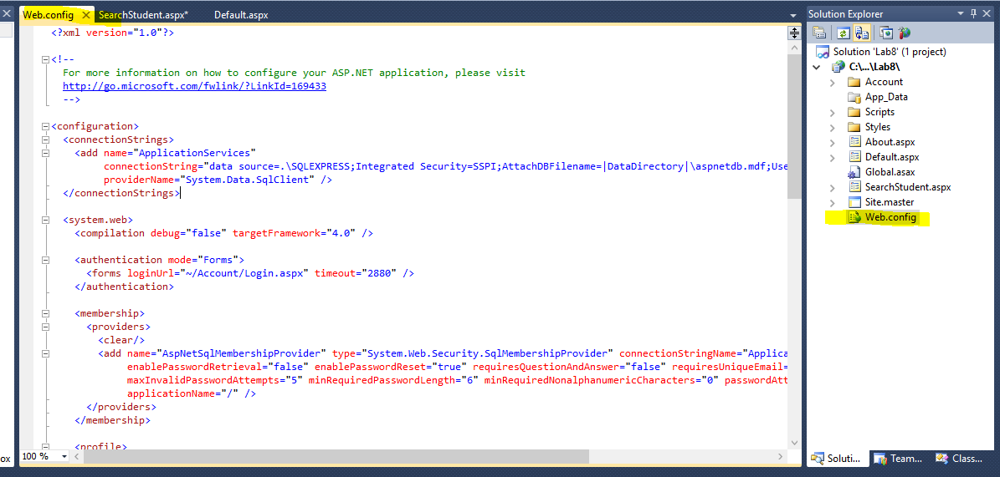 Web.config
SearchStudent.aspx*
Default.aspx
<?xml version="1.0"?>
<!--
For more information on how to configure your ASP.NET application, please visit
http://go.microsoft.com/fwlink/?LinkId=169433
-->
<configuration>
<connectionStrings>
<add name="ApplicationServices"
connectionString="data source=.\SQLEXPRESS;Integrated Security=SSPI;AttachDBFilename=|DataDirectory|\aspnetdb.mdf;Use
providerName="System.Data.SqlClient" />
</connectionStrings>
<system.web>
<compilation debug="false" targetFramework="4.0" />
<authentication mode="Forms">
<forms loginUrl="~/Account/Login.aspx" timeout="2880" />
</authentication>
<membership>
<providers>
<clear/>
<add name="AspNetSqlMembershipProvider" type="System.Web.Security.SqlMembershipProvider" connectionStringName="Applica
enablePasswordRetrieval="false" enablePasswordReset="true" requiresQuestionAndAnswer="false" requiresUniqueEmail=
maxInvalidPasswordAttempts="5" minRequiredPasswordLength="6" minRequiredNonalphanumericCharacters="0" passwordAtt
applicationName="/" />
</providers>
</membership>
<profile>
ox
100 %
Solution Explorer
Solution 'Lab8' (1 project)
C:\...\Lab8\
Account
App_Data
Scripts
Styles
About.aspx
Default.aspx
Global.asax
SearchStudent.aspx
Site.master
Web.config
Soluti...
Team...
Class...